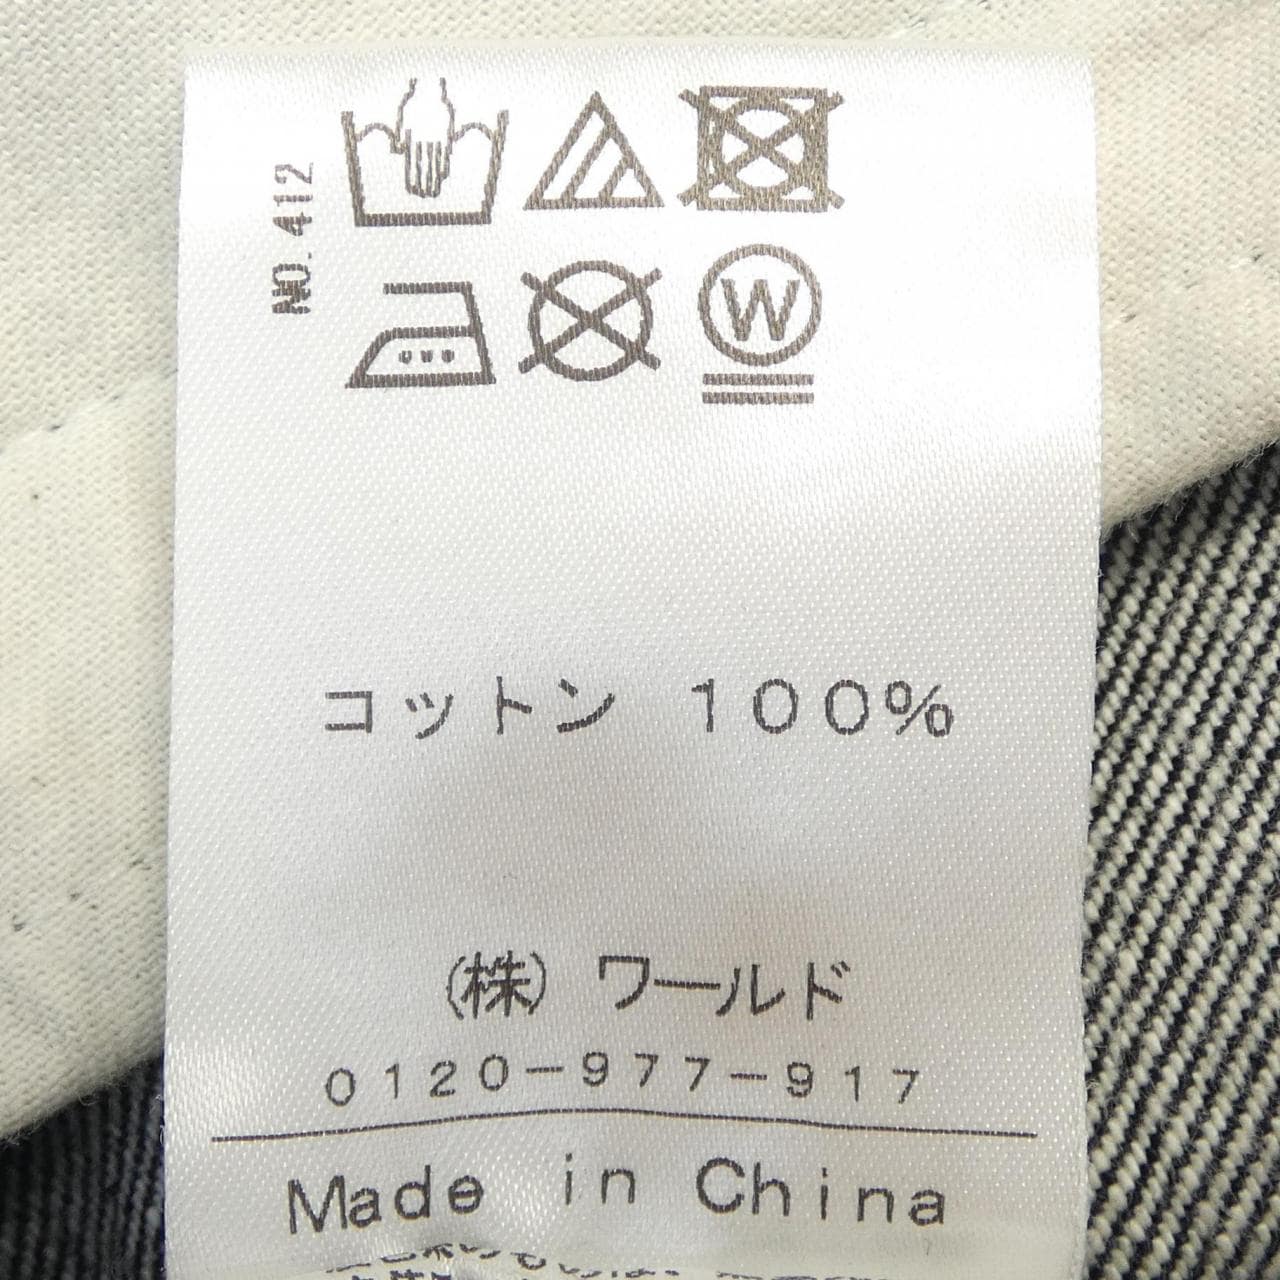 NO.412
W
コットン 100%
(株) ワールド
0120-977-917
Made in China